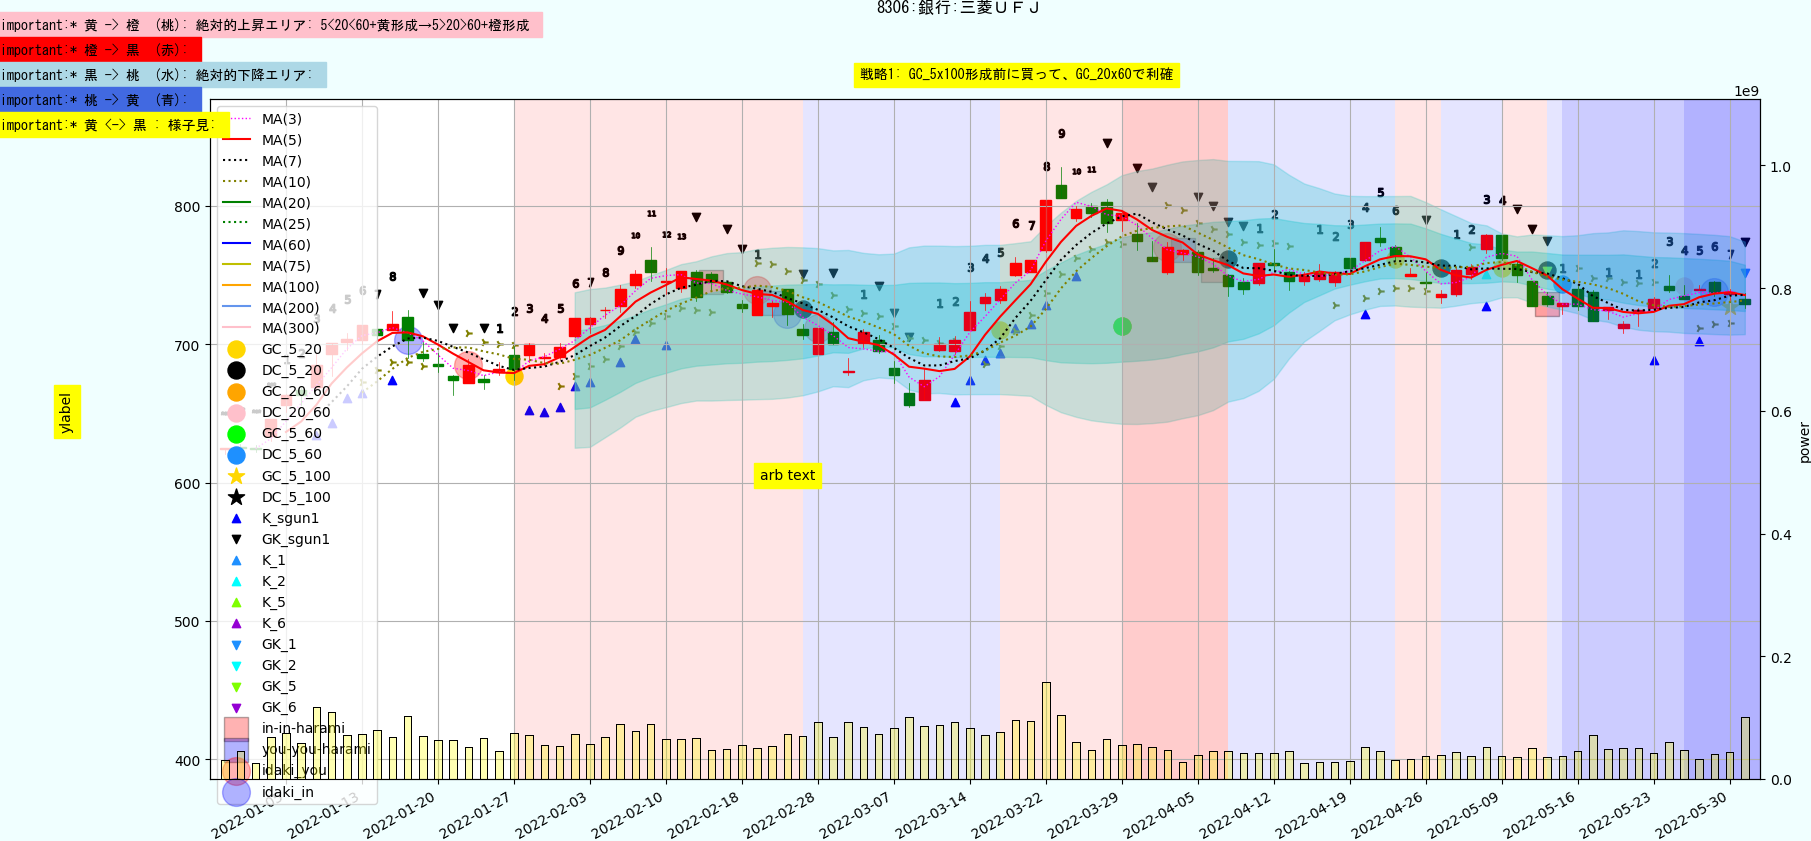 8306:銀行:三菱ＵＦＪ
important:* 黄 -> 橙 （桃）: 絶対的上昇エリア: 5<20<60+黄形成→5>20>60+橙形成
important:* 橙 -> 黒 （赤）:
important:* 黒 -> 桃 （水）: 絶対的下降エリア:
戦略1: GC_5x100形成前に買って、GC_20x60で利確
important:* 桃 -> 黄 （青）:
important:* 黄 <-> 黒 : 様子見:
1e9
MA(3)
MA(5)
MA(7)
MA(10)
MA(20)
MA(25)
MA(60)
MA(75)
MA(100)
MA(200)
MA(300)
GC_5_20
DC_5_20
GC_20_60
DC_20_60
GC_5_60
DC_5_60
GC_5_100
DC_5_100
K_sgun1
GK_sgun1
K_1
K_2
K_5
K_6
GK_1
GK_2
GK_5
GK_6
in-in-harami
you-you-harami
idaki_you
idaki_in
800
700
600
500
400
ylabel
arb text
1.0
0.8
0.6
0.4
0.2
0.0
power
2022-01-05
2022-01-13
2022-01-20
2022-01-27
2022-02-03
2022-02-10
2022-02-18
2022-02-28
2022-03-07
2022-03-14
2022-03-22
2022-03-29
2022-04-05
2022-04-12
2022-04-19
2022-04-26
2022-05-09
2022-05-16
2022-05-23
2022-05-30